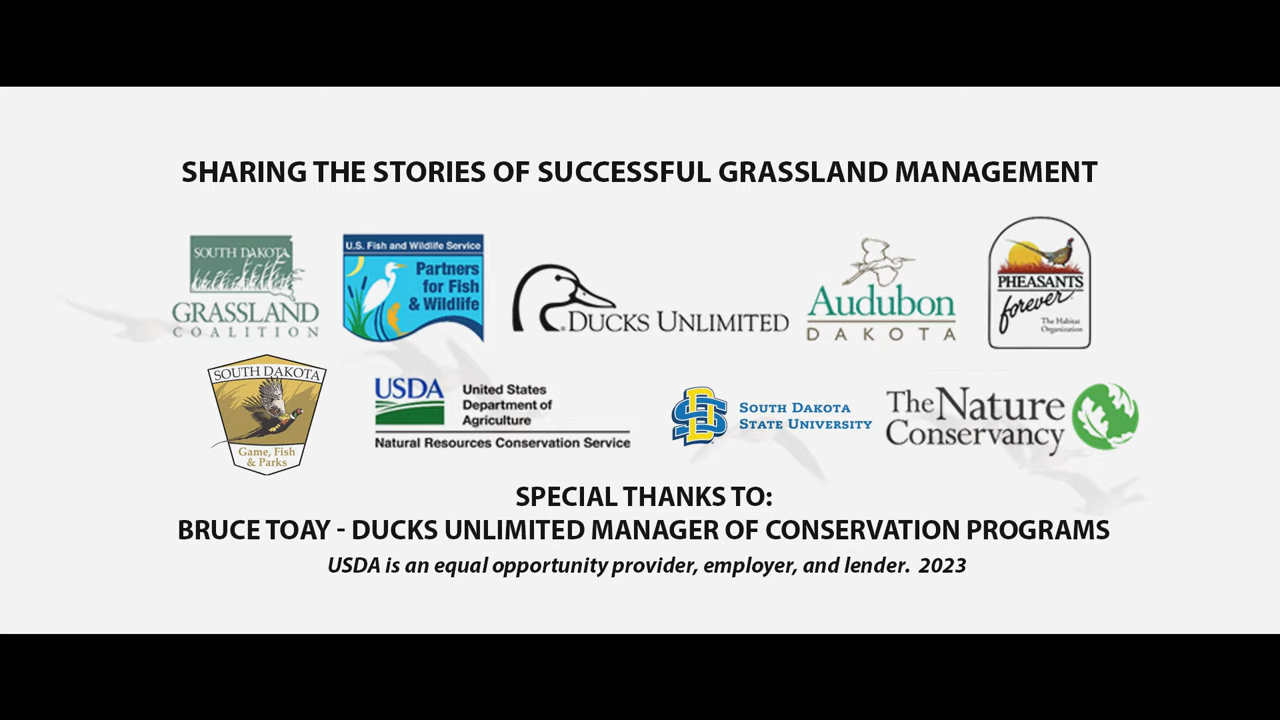 SHARING THE STORIES OF SUCCESSFUL GRASSLAND MANAGEMENT
SOUTH DAKOTA
GRASSLAND
COALITION
U.S. Fish and Wildlife Service
Partners
for Fish
& Wildlife
DUCKS UNLIMITED
Audubon
DAKOTA
PHEASANTS
forever
The Habitat
Organization
SOUTH DAKOTA
Game, Fish
& Parks
USDA
United States
Department of
Agriculture
Natural Resources Conservation Service
SD
SOUTH DAKOTA
STATE UNIVERSITY
The Nature
Conservancy
SPECIAL THANKS TO:
BRUCE TOAY - DUCKS UNLIMITED MANAGER OF CONSERVATION PROGRAMS
USDA is an equal opportunity provider, employer, and lender. 2023